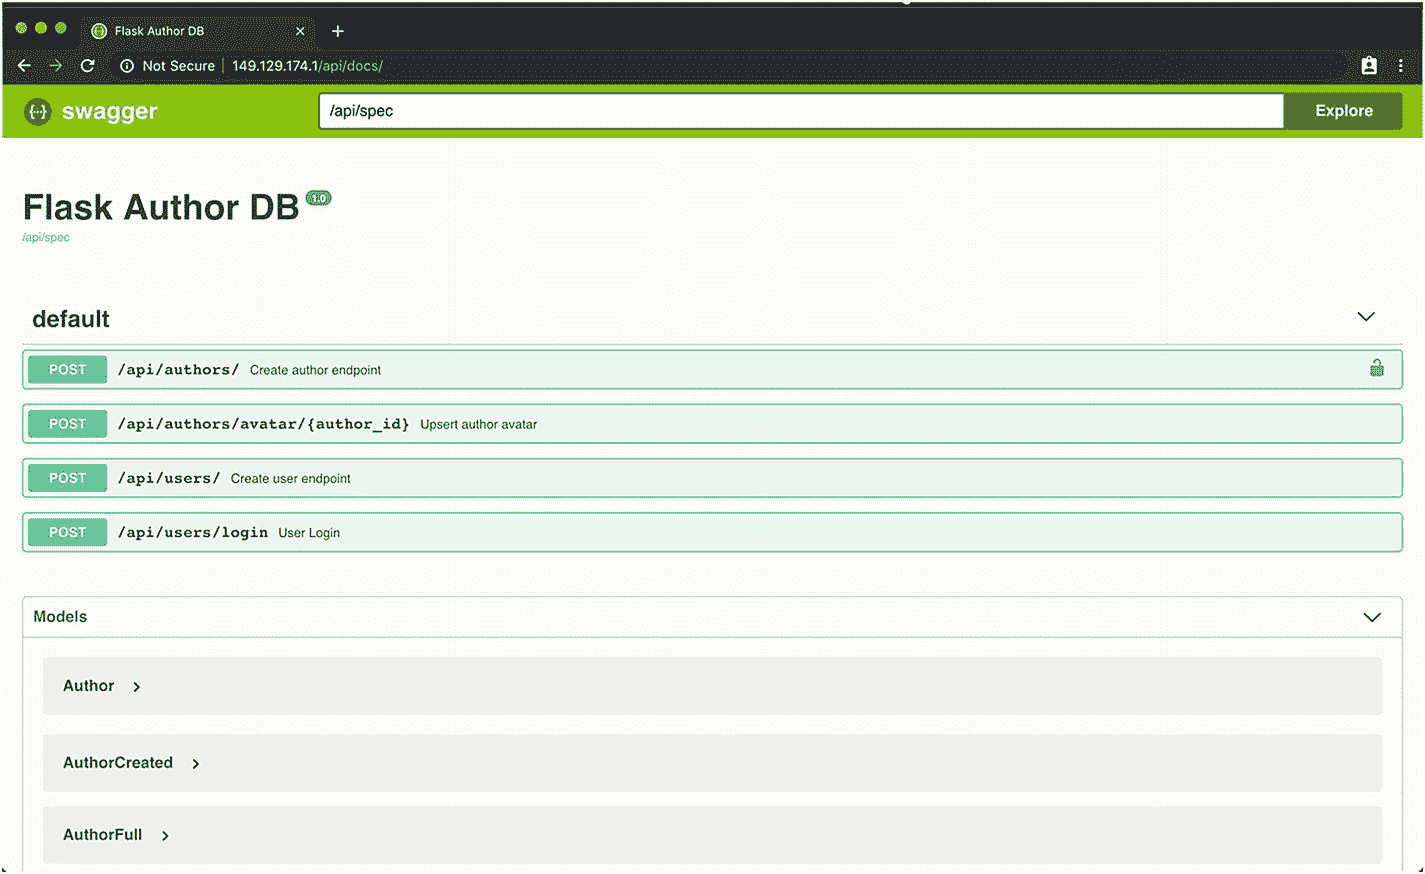 Flask Author DB
Not Secure | 149.129.174.1/api/docs/
swagger /api/spec Explore
Flask Author DB 1.0
/api/spec
default
POST /api/authors/ Create author endpoint
POST /api/authors/avatar/{author_id} Upsert author avatar
POST /api/users/ Create user endpoint
POST /api/users/login User Login
Models
Author
AuthorCreated
AuthorFull